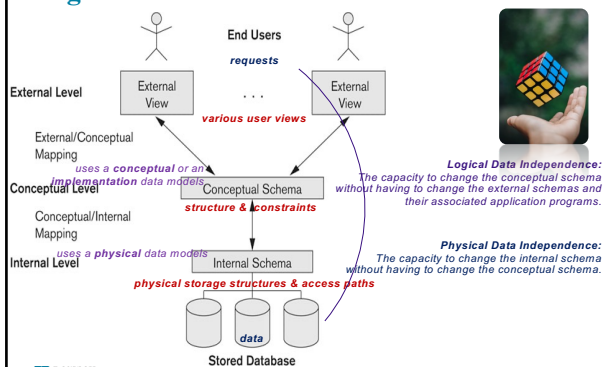 End Users
requests
External Level
External
View
. . .
External
View
various user views
External/Conceptual
Mapping
uses a conceptual or an
implementation data models
Conceptual Level
Conceptual Schema
structure & constraints
Conceptual/Internal
Mapping
uses a physical data models
Internal Level
Internal Schema
physical storage structures & access paths
data
Stored Database
Logical Data Independence:
The capacity to change the conceptual schema
without having to change the external schemas and
their associated application programs.
Physical Data Independence:
The capacity to change the internal schema
without having to change the conceptual schema.